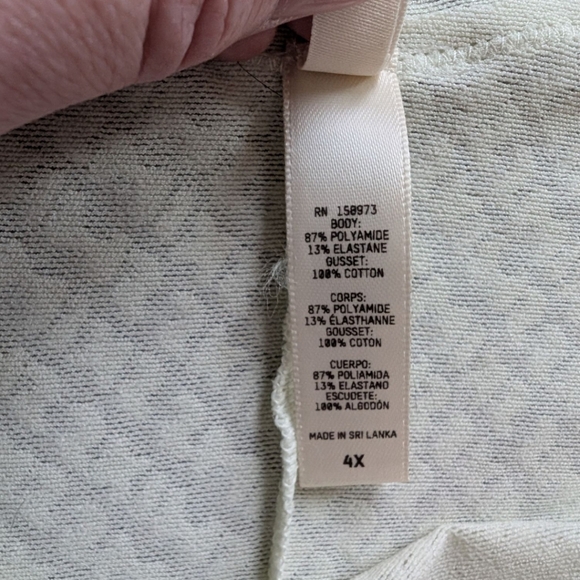 RN 150973
BODY:
87% POLYAMIDE
13% ELASTANE
GUSSET:
100% COTTON
CORPS:
87% POLYAMIDE
13% ÉLASTHANNE
GOUSSET:
100% COTON
CUERPO:
87% POLIAMIDA
13% ELASTANO
ESCUDETE:
100% ALGODÓN
MADE IN SRI LANKA
4X